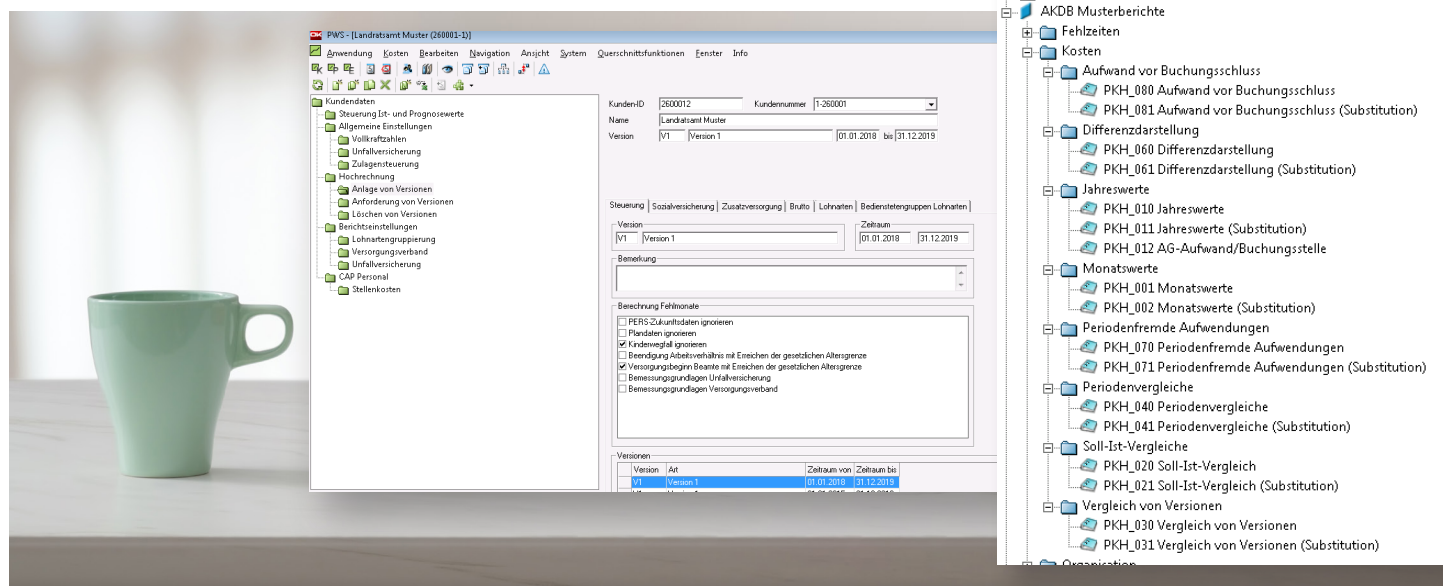 PWS - [Landratsamt Muster (260001-1)]
Anwendung Kosten Bearbeiten Navigation Ansicht System Querschnittsfunktionen Fenster Info
Kundendaten
Steuerung Ist- und Prognosewerte
Allgemeine Einstellungen
Vollkraftzahlen
Unfallversicherung
Zulagensteuerung
Hochrechnung
Anlage von Versionen
Anforderung von Versionen
Löschen von Versionen
Berichtseinstellungen
Lohnartengruppierung
Versorgungsverband
Unfallversicherung
CAP Personal
Stellenkosten
Kunden-ID 2600012 Kundennummer 1-260001
Name Landratsamt Muster
Version V1 Version 1 01.01.2018 bis 31.12.2019
Steuerung Sozialversicherung Zusatzversorgung Brutto Lohnarten Bedienstetengruppen Lohnarten
Version Zeitraum
V1 Version 1 01.01.2018 31.12.2019
Bemerkung
Berechnung Fehlmonate
PERS-Zukunftsdaten ignorieren
Plandaten ignorieren
Kinderwegfall ignorieren
Beendigung Arbeitsverhältnis mit Erreichen der gesetzlichen Altersgrenze
Versorgungsbeginn Beamte mit Erreichen der gesetzlichen Altersgrenze
Bemessungsgrundlagen Unfallversicherung
Bemessungsgrundlagen Versorgungsverband
Versionen
Version Art Zeitraum von Zeitraum bis
V1 Version 1 01.01.2018 31.12.2019
AKDB Musterberichte
Fehlzeiten
Kosten
Aufwand vor Buchungsschluss
PKH_080 Aufwand vor Buchungsschluss
PKH_081 Aufwand vor Buchungsschluss (Substitution)
Differenzdarstellung
PKH_060 Differenzdarstellung
PKH_061 Differenzdarstellung (Substitution)
Jahreswerte
PKH_010 Jahreswerte
PKH_011 Jahreswerte (Substitution)
PKH_012 AG-Aufwand/Buchungsstelle
Monatswerte
PKH_001 Monatswerte
PKH_002 Monatswerte (Substitution)
Periodenfremde Aufwendungen
PKH_070 Periodenfremde Aufwendungen
PKH_071 Periodenfremde Aufwendungen (Substitution)
Periodenvergleiche
PKH_040 Periodenvergleiche
PKH_041 Periodenvergleiche (Substitution)
Soll-Ist-Vergleiche
PKH_020 Soll-Ist-Vergleich
PKH_021 Soll-Ist-Vergleich (Substitution)
Vergleich von Versionen
PKH_030 Vergleich von Versionen
PKH_031 Vergleich von Versionen (Substitution)
Organisation